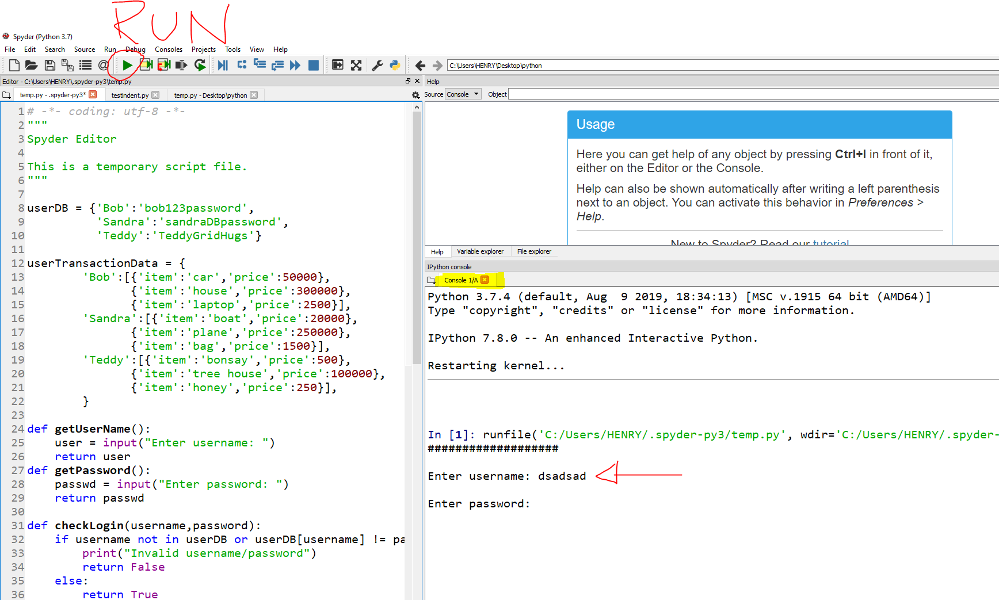 RUN
Spyder (Python 3.7)
File Edit Search Source Run Debug Consoles Projects Tools View Help
C:\Users\HENRY\Desktop\python
Editor - C:\Users\HENRY\.spyder-py3\temp.py
temp.py - .spyder-py3* testindent.py temp.py - Desktop\python
1 # -*- coding: utf-8 -*-
2 """
3 Spyder Editor
4
5 This is a temporary script file.
6 """
7
8 userDB = {'Bob':'bob123password',
9 'Sandra':'sandraDBpassword',
10 'Teddy':'TeddyGridHugs'}
11
12 userTransactionData = {
13 'Bob':[{'item':'car','price':50000},
14 {'item':'house','price':300000},
15 {'item':'laptop','price':2500}],
16 'Sandra':[{'item':'boat','price':20000},
17 {'item':'plane','price':250000},
18 {'item':'bag','price':1500}],
19 'Teddy':[{'item':'bonsay','price':500},
20 {'item':'tree house','price':100000},
21 {'item':'honey','price':250}],
22 }
23
24 def getUserName():
25 user = input("Enter username: ")
26 return user
27 def getPassword():
28 passwd = input("Enter password: ")
29 return passwd
30
31 def checkLogin(username,password):
32 if username not in userDB or userDB[username] != pa
33 print("Invalid username/password")
34 return False
35 else:
36 return True
Help
Source Console Object
Usage
Here you can get help of any object by pressing Ctrl+I in front of it,
either on the Editor or the Console.
Help can also be shown automatically after writing a left parenthesis
next to an object. You can activate this behavior in Preferences >
Help.
New to Spyder? Read our tutorial
Help Variable explorer File explorer
IPython console
Console 1/A
Python 3.7.4 (default, Aug  9 2019, 18:34:13) [MSC v.1915 64 bit (AMD64)]
Type "copyright", "credits" or "license" for more information.
IPython 7.8.0 -- An enhanced Interactive Python.
Restarting kernel...
In [1]: runfile('C:/Users/HENRY/.spyder-py3/temp.py', wdir='C:/Users/HENRY/.spyder-
###################
Enter username: dsadsad
Enter password: